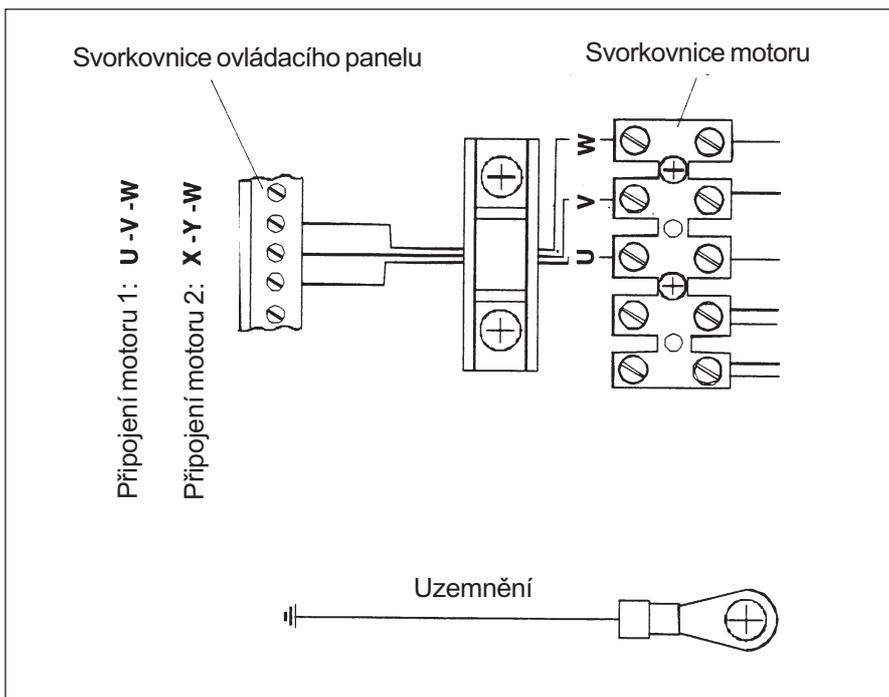 Svorkovnice ovládacího panelu
Svorkovnice motoru
Připojení motoru 1: U -V -W
Připojení motoru 2: X -Y -W
W
V
U
Uzemnění